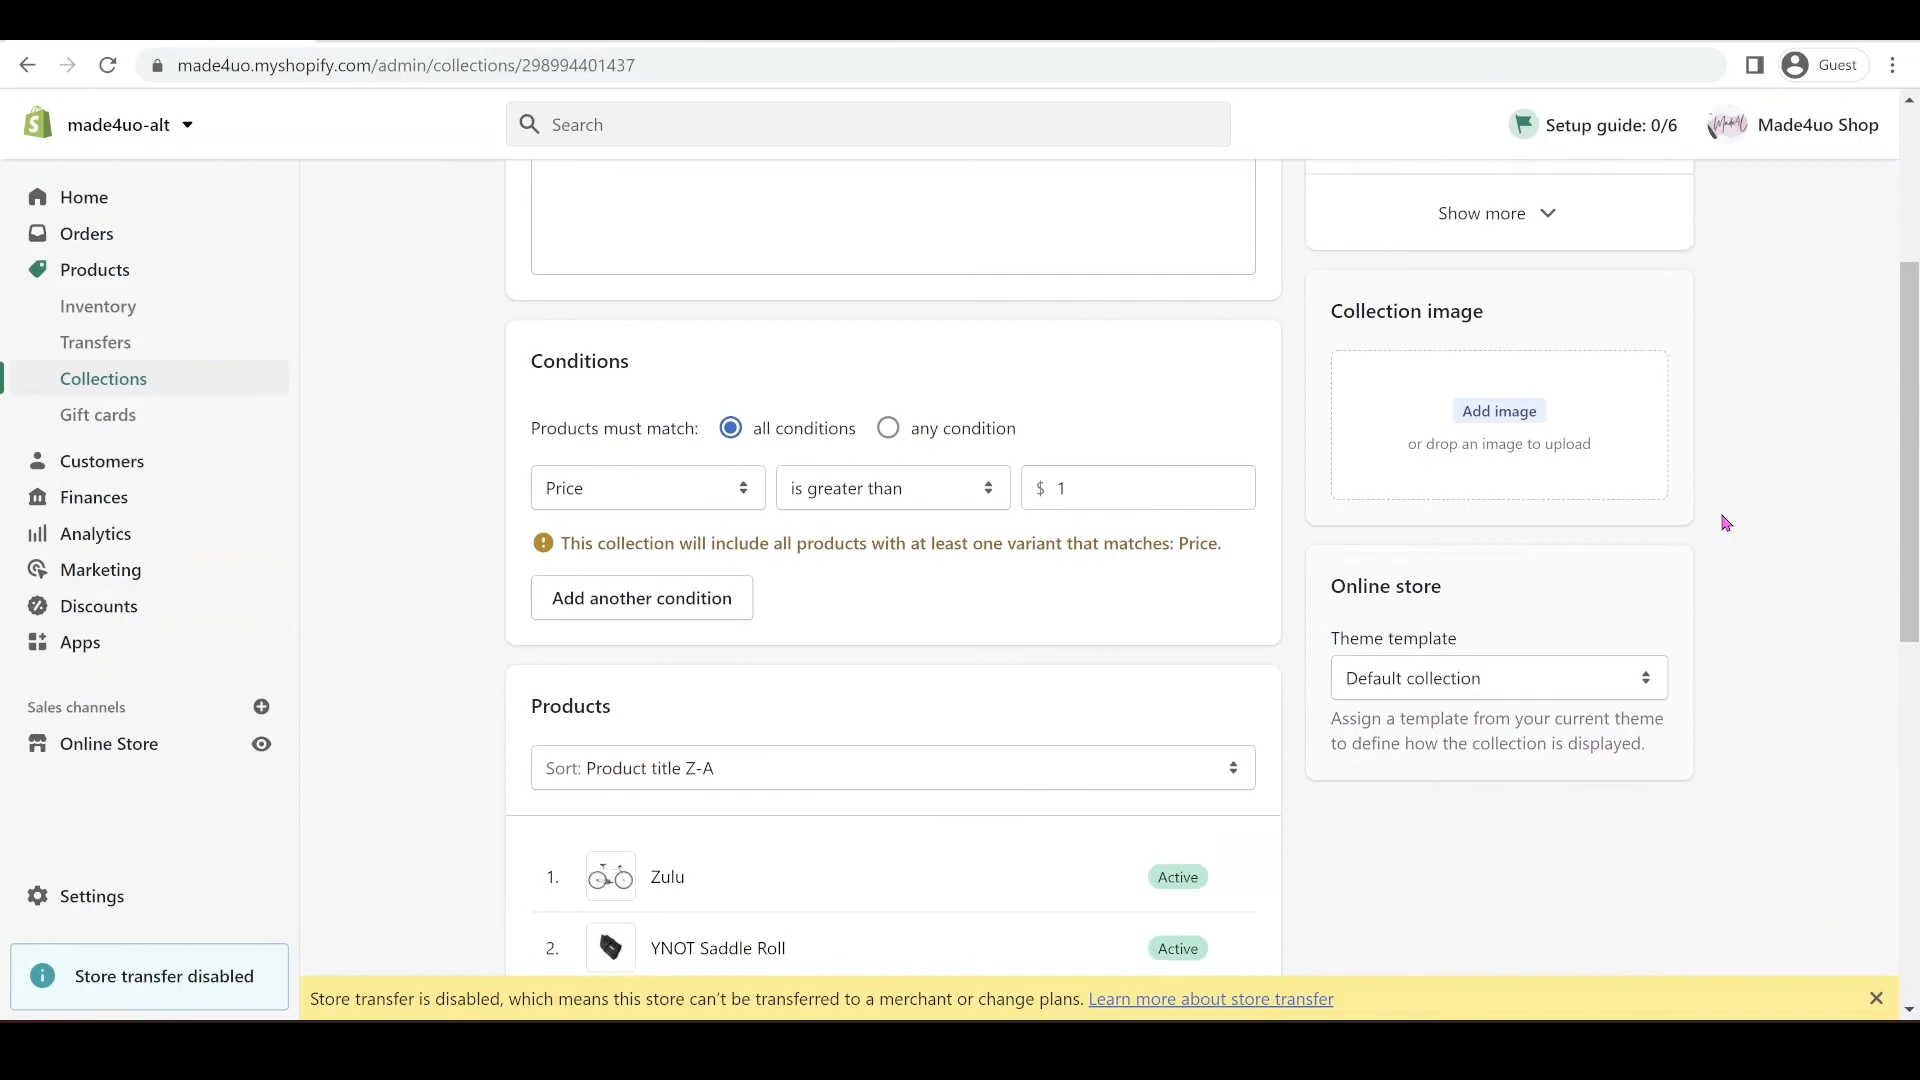 made4uo.myshopify.com/admin/collections/298994401437
Guest
made4uo-alt
Search
Setup guide: 0/6
Made4uo Shop
Home
Orders
Products
Inventory
Transfers
Collections
Gift cards
Customers
Finances
Analytics
Marketing
Discounts
Apps
Sales channels
Online Store
Settings
Store transfer disabled
Conditions
Products must match: all conditions any condition
Price is greater than $ 1
This collection will include all products with at least one variant that matches: Price.
Add another condition
Products
Sort: Product title Z-A
1. Zulu Active
2. YNOT Saddle Roll Active
Show more
Collection image
Add image
or drop an image to upload
Online store
Theme template
Default collection
Assign a template from your current theme
to define how the collection is displayed.
Store transfer is disabled, which means this store can’t be transferred to a merchant or change plans. Learn more about store transfer